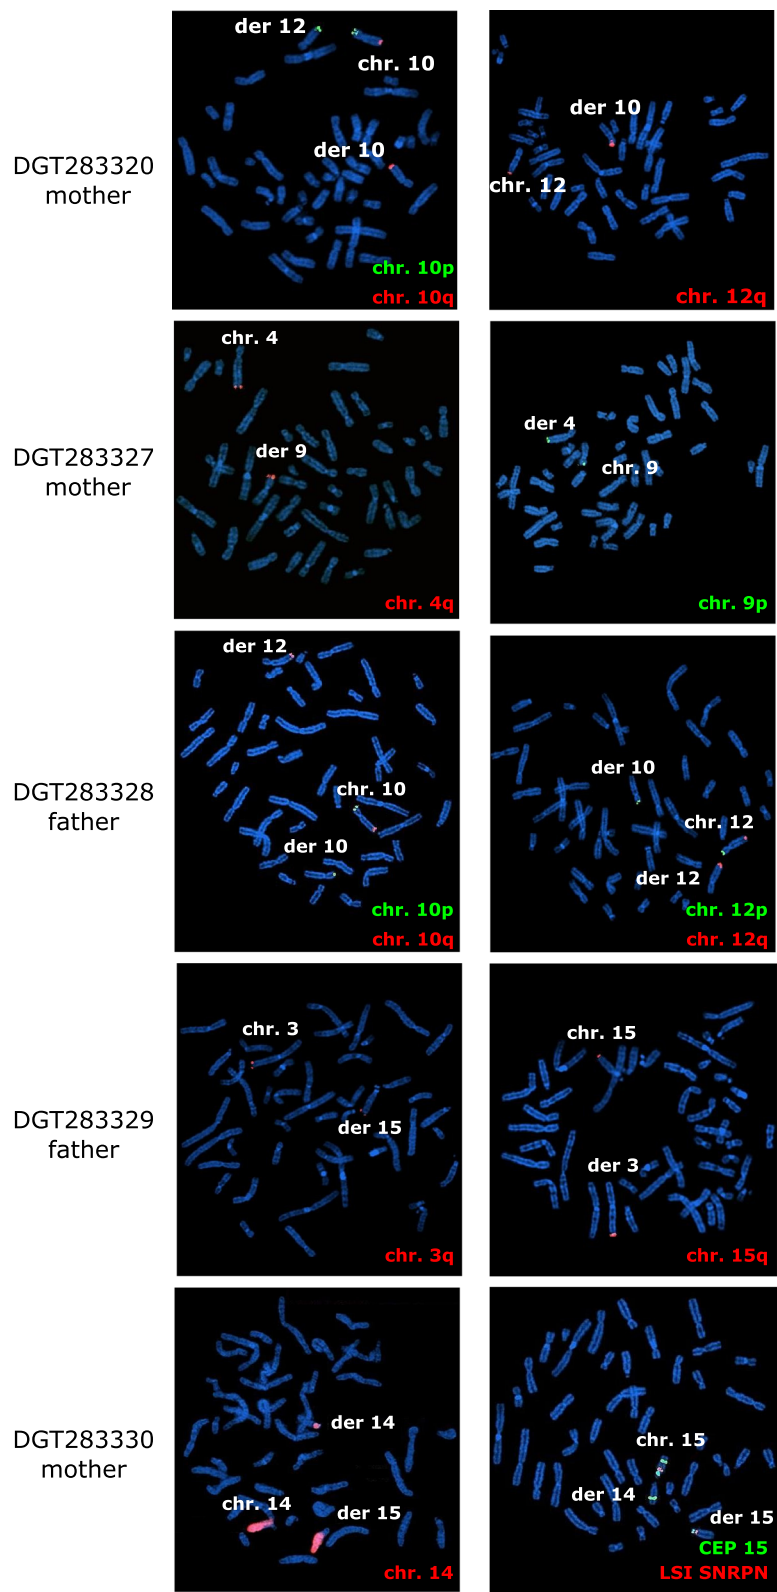 DGT283320
mother
der 12
chr. 10
der 10
chr. 10p
chr. 10q
der 10
chr. 12
chr. 12q
DGT283327
mother
chr. 4
der 9
chr. 4q
der 4
chr. 9
chr. 9p
DGT283328
father
der 12
chr. 10
der 10
chr. 10p
chr. 10q
der 10
chr. 12
der 12
chr. 12p
chr. 12q
DGT283329
father
chr. 3
der 15
chr. 3q
chr. 15
der 3
chr. 15q
DGT283330
mother
der 14
chr. 14
der 15
chr. 14
chr. 15
der 14
der 15
CEP 15
LSI SNRPN